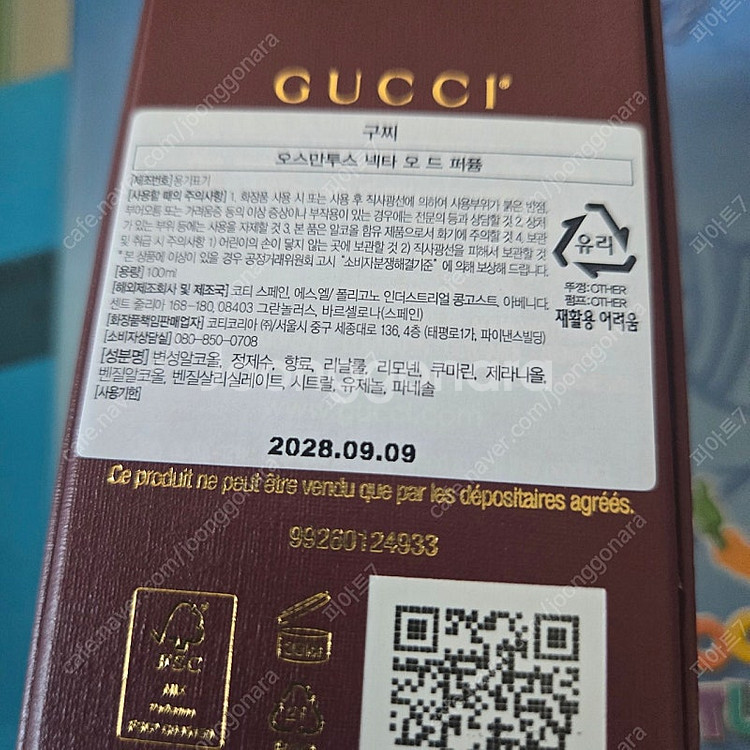 GUCCI
구찌
오스만투스 넥타 오 드 퍼퓸
[제조번호] 용기표기
[사용할 때의 주의사항] 1. 화장품 사용 시 또는 사용 후 직사광선에 의하여 사용부위가 붉은 반점,
부어오름 또는 가려움증 등의 이상 증상이나 부작용이 있는 경우에는 전문의 등과 상담할 것 2. 상처
가 있는 부위 등에는 사용을 자제할 것 3. 본 품은 알코올 함유 제품으로서 화기에 주의할 것 4. 보관
및 취급 시 주의사항 1) 어린이의 손이 닿지 않는 곳에 보관할 것 2) 직사광선을 피해서 보관할 것
* 본 상품에 이상이 있을 경우 공정거래위원회 고시 "소비자분쟁해결기준" 에 의해 보상해 드립니다.
[용량] 100ml
[해외제조회사 및 제조국] 코티 스페인, 에스.엘/ 폴리고노 인더스트리얼 콩고스트, 아베니다.
센트 줄리아 168-180, 08403 그란놀러스, 바르셀로나(스페인)
[화장품책임판매업자] 코티코리아 ㈜/서울시 중구 세종대로 136, 4층 (태평로1가, 파이낸스빌딩)
[소비자상담실] 080-850-0708
[성분명] 변성알코올, 정제수, 향료, 리날룰, 리모넨, 쿠마린, 제라니올,
벤질알코올, 벤질살리실레이트, 시트랄, 유제놀, 파네솔
[사용기한]
2028.09.09
유리
뚜껑:OTHER
펌프:OTHER
재활용 어려움
Ce produit ne peut être vendu que par les dépositaires agréés.
99260124933
FSC
MIX
joonggonara
cafe.naver.com/joonggonara
피아트7